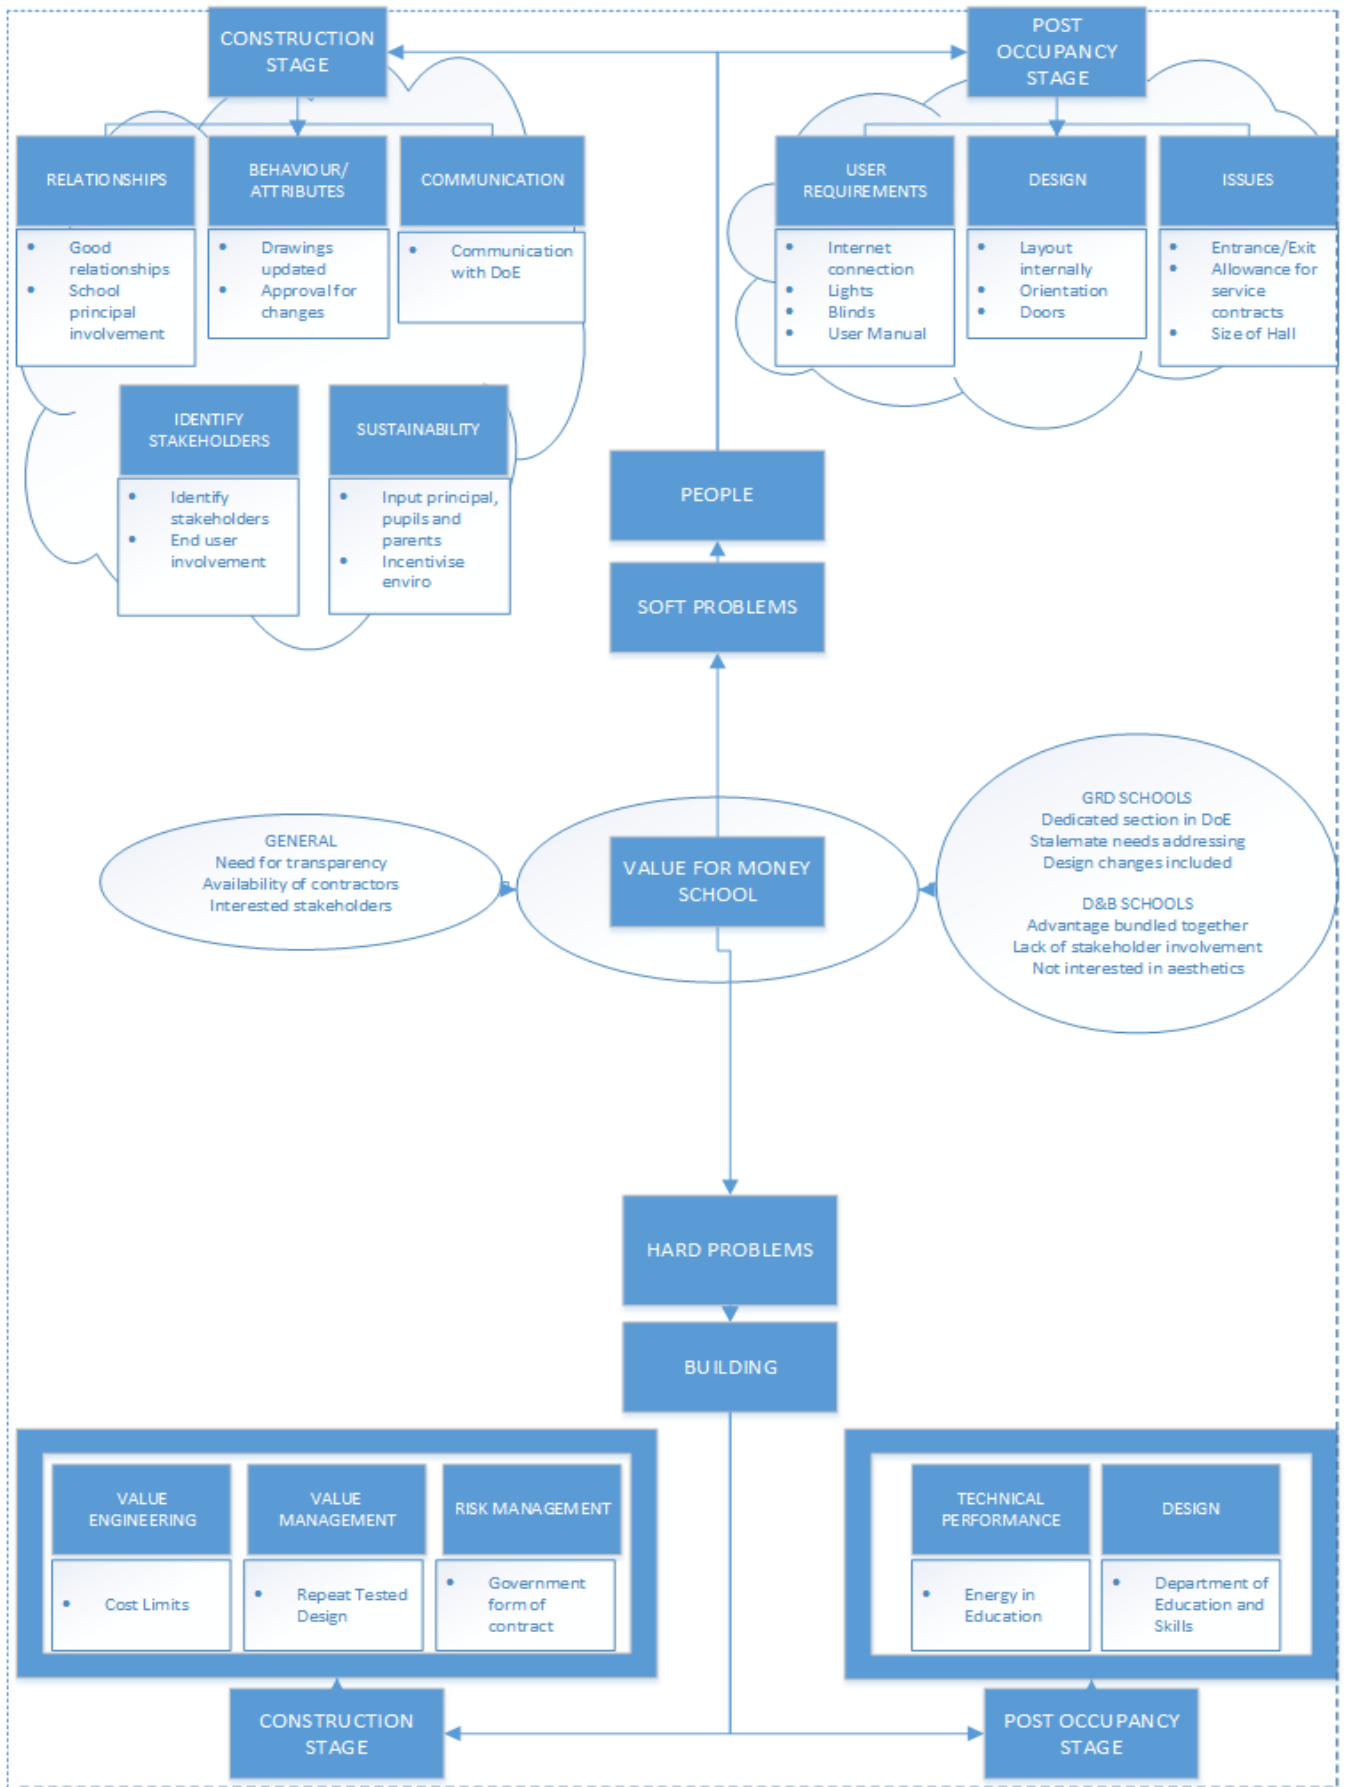 CONSTRUCTION
STAGE
POST
OCCUPANCY
STAGE
RELATIONSHIPS
• Good
relationships
• School
principal
involvement
BEHAVIOUR/
ATTRIBUTES
• Drawings
updated
• Approval for
changes
COMMUNICATION
• Communication
with DoE
USER
REQUIREMENTS
• Internet
connection
• Lights
• Blinds
• User Manual
DESIGN
• Layout
internally
• Orientation
• Doors
ISSUES
• Entrance/Exit
• Allowance for
service
contracts
• Size of Hall
IDENTIFY
STAKEHOLDERS
• Identify
stakeholders
• End user
involvement
SUSTAINABILITY
• Input principal,
pupils and
parents
• Incentivise
enviro
PEOPLE
SOFT PROBLEMS
GENERAL
Need for transparency
Availability of contractors
Interested stakeholders
VALUE FOR MONEY
SCHOOL
GRD SCHOOLS
Dedicated section in DoE
Stalemate needs addressing
Design changes included
D&B SCHOOLS
Advantage bundled together
Lack of stakeholder involvement
Not interested in aesthetics
HARD PROBLEMS
BUILDING
VALUE
ENGINEERING
• Cost Limits
VALUE
MANAGEMENT
• Repeat Tested
Design
RISK MANAGEMENT
• Government
form of
contract
TECHNICAL
PERFORMANCE
• Energy in
Education
DESIGN
• Department of
Education and
Skills
CONSTRUCTION
STAGE
POST OCCUPANCY
STAGE